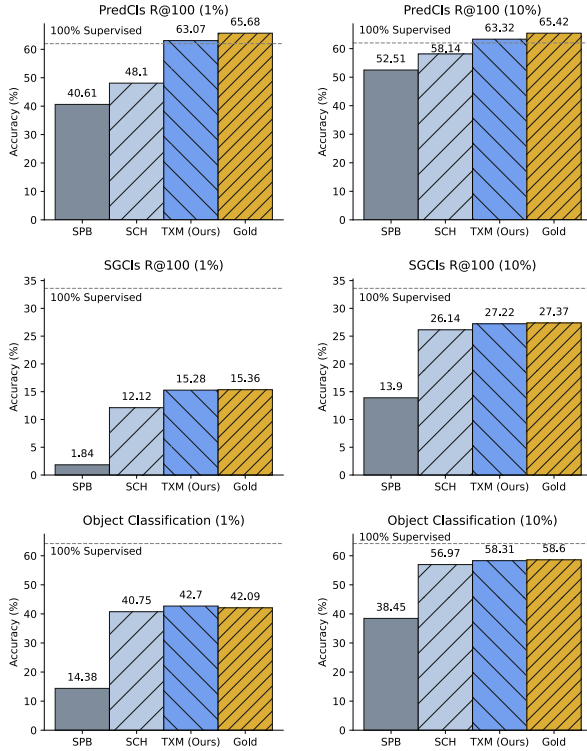 PredCls R@100 (1%)
100% Supervised
Accuracy (%)
60
50
40
30
20
10
0
40.61
48.1
63.07
65.68
SPB
SCH
TXM (Ours)
Gold
PredCls R@100 (10%)
100% Supervised
Accuracy (%)
60
50
40
30
20
10
0
52.51
58.14
63.32
65.42
SPB
SCH
TXM (Ours)
Gold
SGCls R@100 (1%)
100% Supervised
Accuracy (%)
35
30
25
20
15
10
5
0
1.84
12.12
15.28
15.36
SPB
SCH
TXM (Ours)
Gold
SGCls R@100 (10%)
100% Supervised
Accuracy (%)
35
30
25
20
15
10
5
0
13.9
26.14
27.22
27.37
SPB
SCH
TXM (Ours)
Gold
Object Classification (1%)
100% Supervised
Accuracy (%)
60
50
40
30
20
10
0
14.38
40.75
42.7
42.09
SPB
SCH
TXM (Ours)
Gold
Object Classification (10%)
100% Supervised
Accuracy (%)
60
50
40
30
20
10
0
38.45
56.97
58.31
58.6
SPB
SCH
TXM (Ours)
Gold